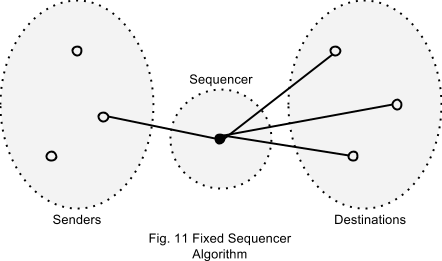 Sequencer
Senders
Destinations
Fig. 11 Fixed Sequencer
Algorithm